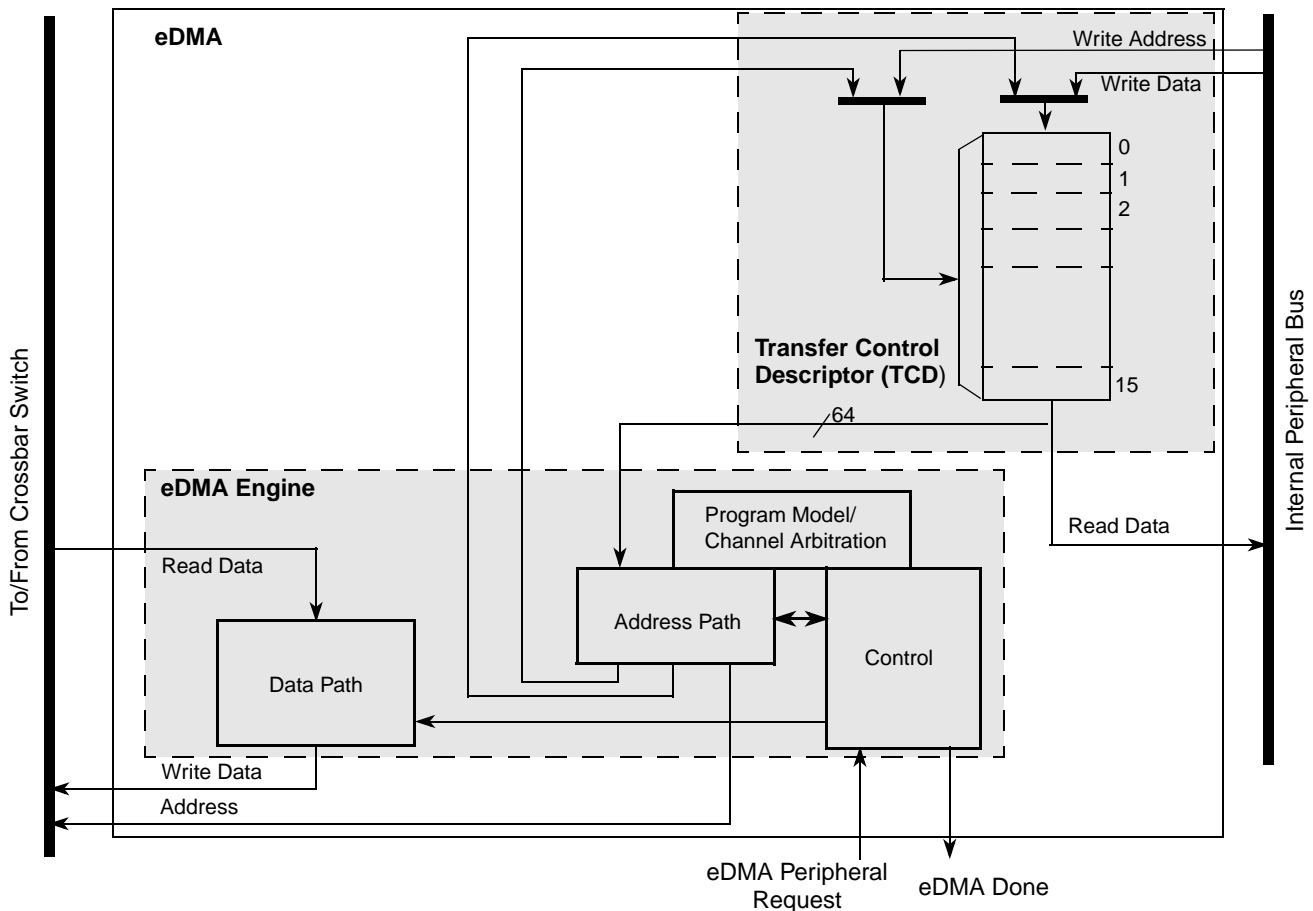 eDMA
Write Address
Write Data
0
1
2
15
Transfer Control
Descriptor (TCD)
64
To/From Crossbar Switch
Internal Peripheral Bus
eDMA Engine
Program Model/
Channel Arbitration
Read Data
Read Data
Address Path
Control
Data Path
Write Data
Address
eDMA Peripheral
Request
eDMA Done